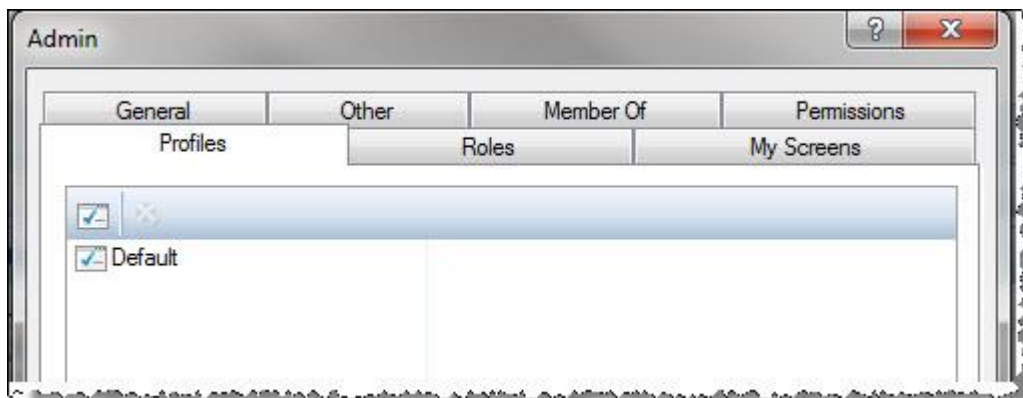 Admin
General Other Member Of Permissions
Profiles Roles My Screens
Default